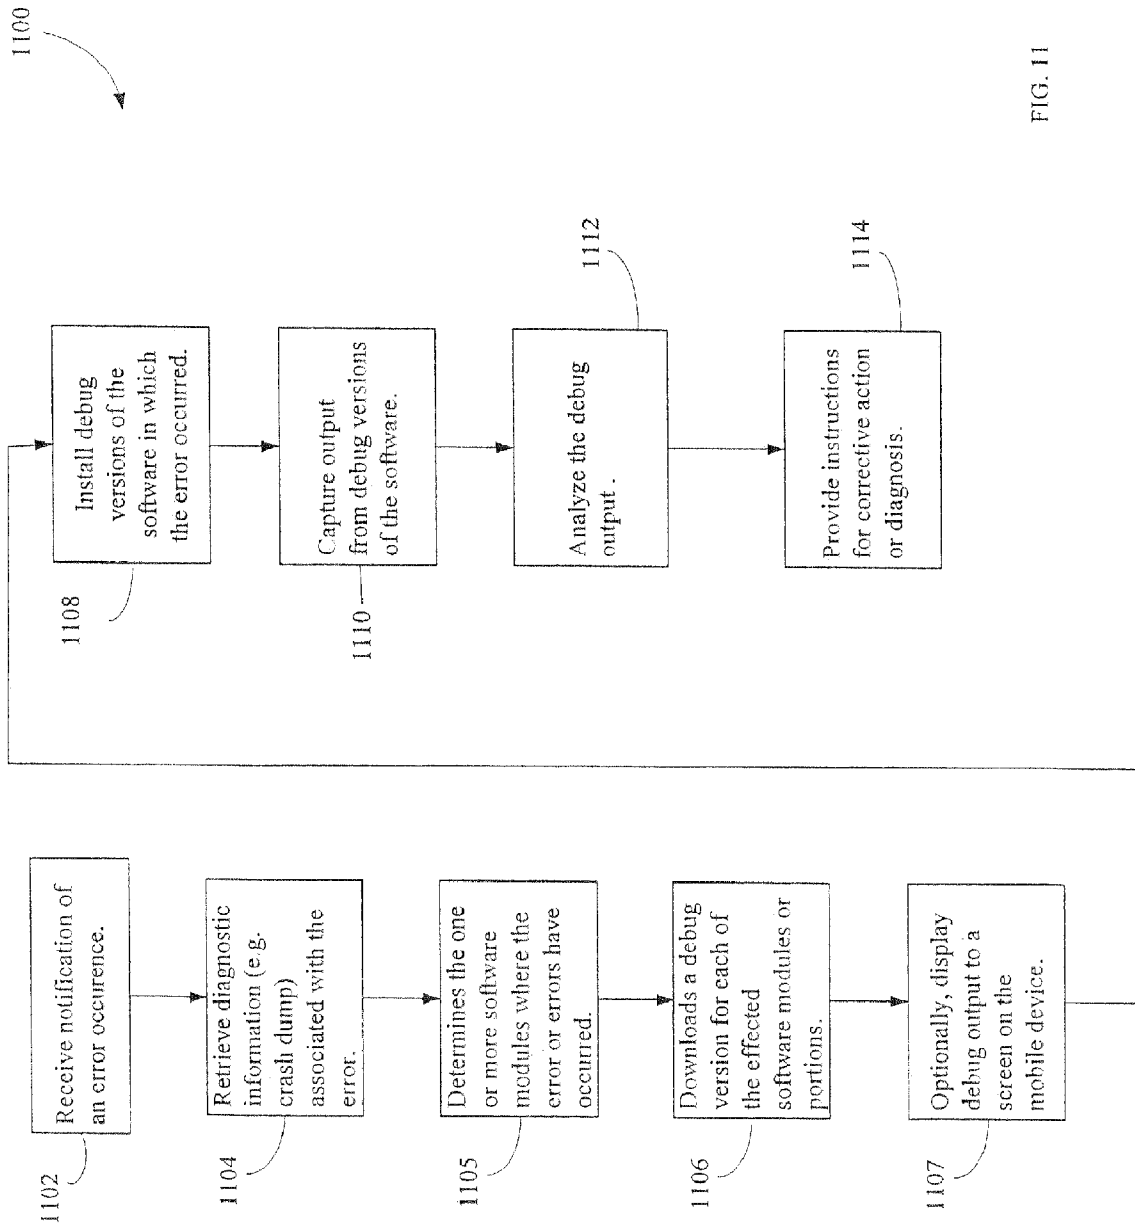 1100
1102
Receive notification of
an error occurence.
1104
Retrieve diagnostic
information (e.g.
crash dump)
associated with the
error.
1105
Determines the one
or more software
modules where the
error or errors have
occurred.
1106
Downloads a debug
version for each of
the effected
software modules or
portions.
1107
Optionally, display
debug output to a
screen on the
mobile device.
1108
Install debug
versions of the
software in which
the error occurred.
1110
Capture output
from debug versions
of the software.
1112
Analyze the debug
output .
1114
Provide instructions
for corrective action
or diagnosis.
FIG. 11